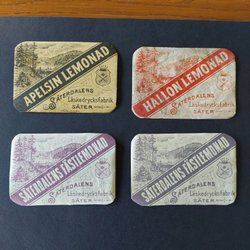 APELSIN LEMONAD
SÄTERDALENS
Läskedrycksfabrik
SÄTER
HALLON LEMONAD
SÄTERDALENS
Läskedrycksfabrik
SÄTER
SÄTERDALENS FÄSTLEMONAD
SÄTERDALENS
Läskedrycksfabrik
SÄTER
SÄTERDALENS FÄSTLEMONAD
SÄTERDALENS
Läskedrycksfabrik
SÄTER